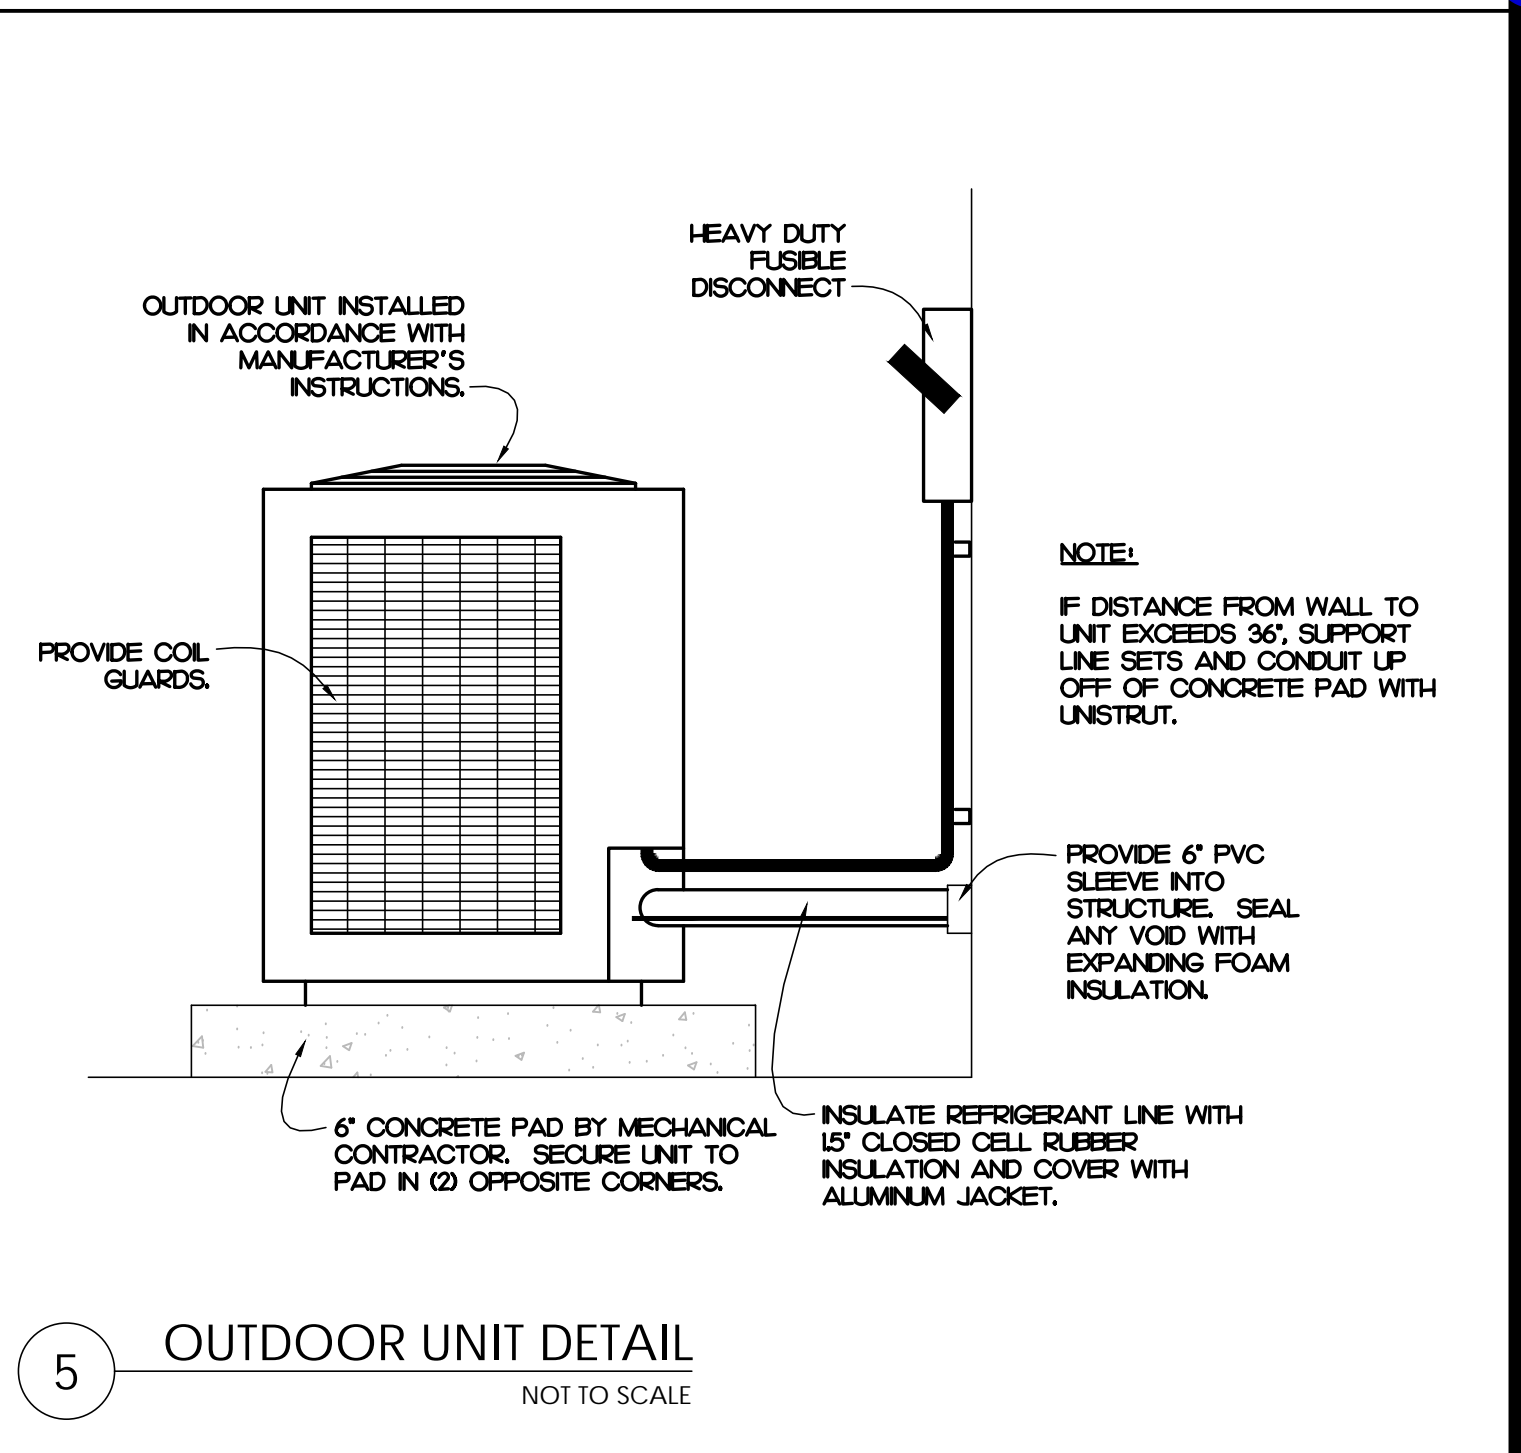 HEAVY DUTY
FUSIBLE
DISCONNECT
OUTDOOR UNIT INSTALLED
IN ACCORDANCE WITH
MANUFACTURER'S
INSTRUCTIONS.
NOTE:
IF DISTANCE FROM WALL TO
UNIT EXCEEDS 36", SUPPORT
LINE SETS AND CONDUIT UP
OFF OF CONCRETE PAD WITH
UNISTRUT.
PROVIDE COIL
GUARDS.
PROVIDE 6" PVC
SLEEVE INTO
STRUCTURE. SEAL
ANY VOID WITH
EXPANDING FOAM
INSULATION.
6" CONCRETE PAD BY MECHANICAL
CONTRACTOR. SECURE UNIT TO
PAD IN (2) OPPOSITE CORNERS.
INSULATE REFRIGERANT LINE WITH
1.5" CLOSED CELL RUBBER
INSULATION AND COVER WITH
ALUMINUM JACKET.
5
OUTDOOR UNIT DETAIL
NOT TO SCALE